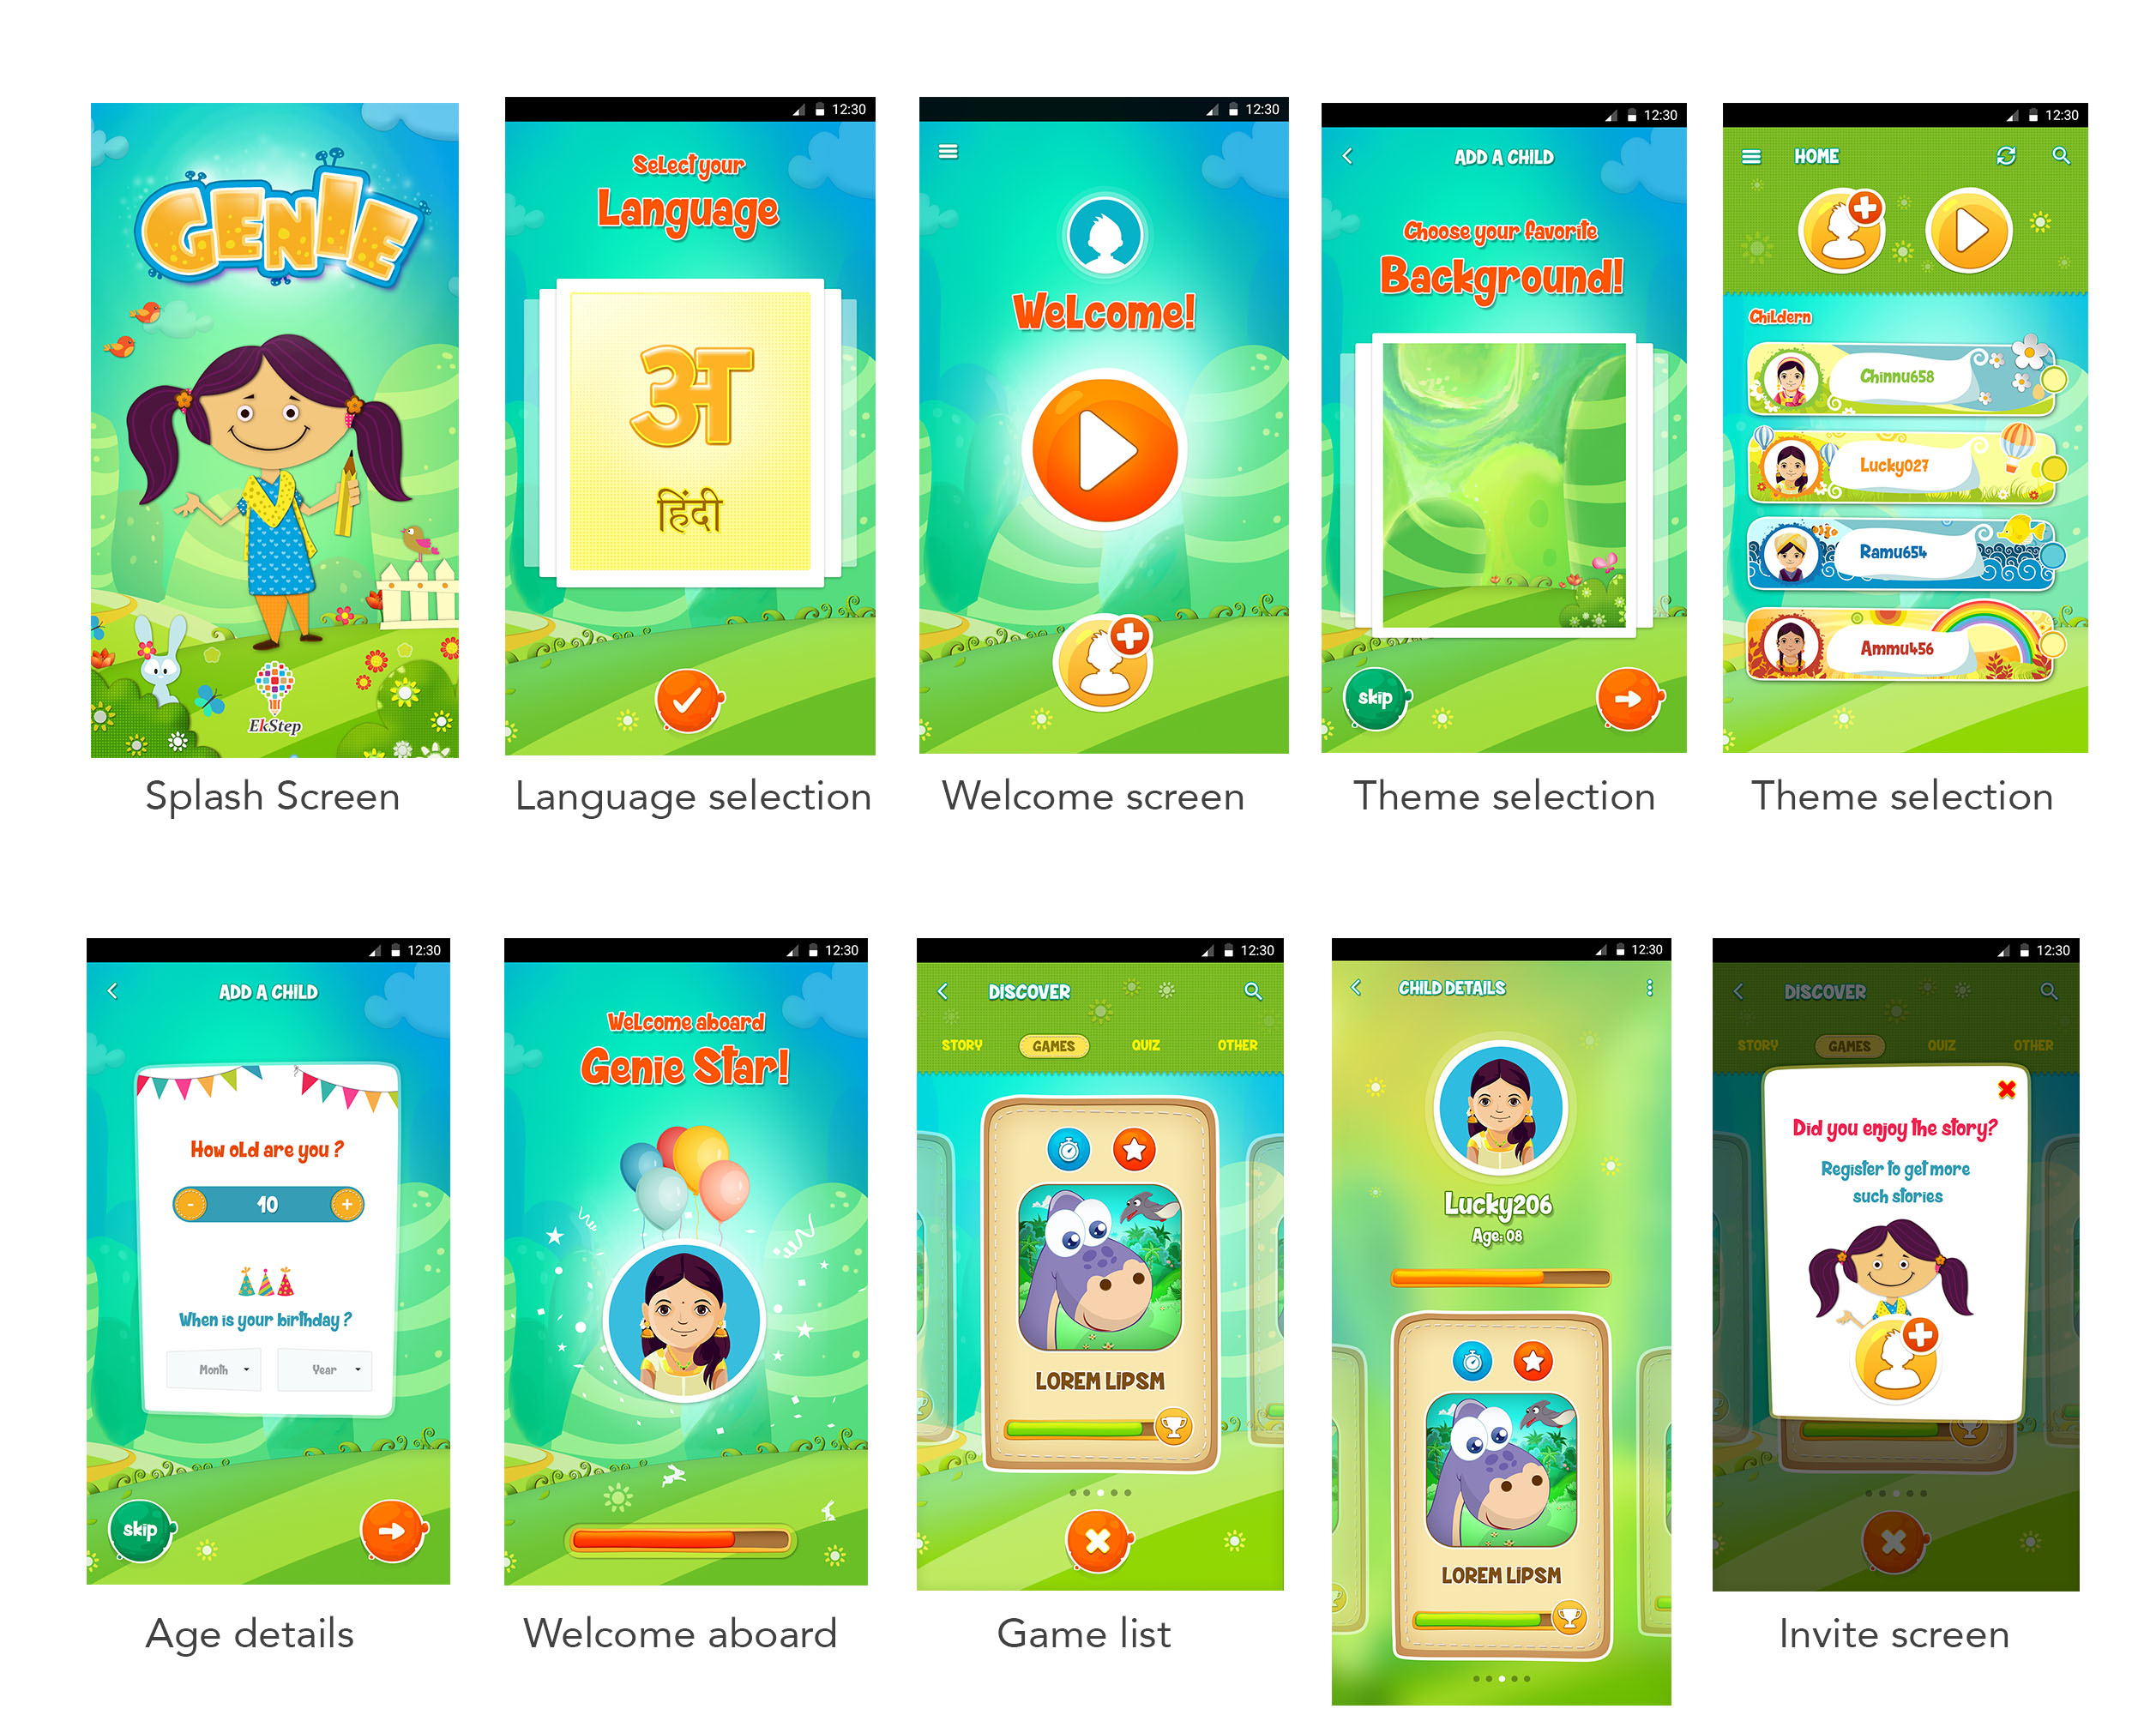 GENIE
EkStep
Splash Screen
12:30
Select your
Language
अ
हिंदी
Language selection
12:30
Welcome!
Welcome screen
12:30
ADD A CHILD
Choose your favorite
Background!
skip
Theme selection
12:30
HOME
Childern
Chinnu658
Lucky027
Ramu654
Ammu456
Theme selection
12:30
ADD A CHILD
How old are you ?
- 10 +
When is your birthday ?
Month Year
skip
Age details
12:30
Welcome aboard
Genie Star!
Welcome aboard
12:30
DISCOVER
STORY GAMES QUIZ OTHER
LOREM LIPSM
Game list
12:30
CHILD DETAILS
Lucky206
Age: 08
LOREM LIPSM
12:30
DISCOVER
STORY GAMES QUIZ OTHER
Did you enjoy the story?
Register to get more
such stories
Invite screen